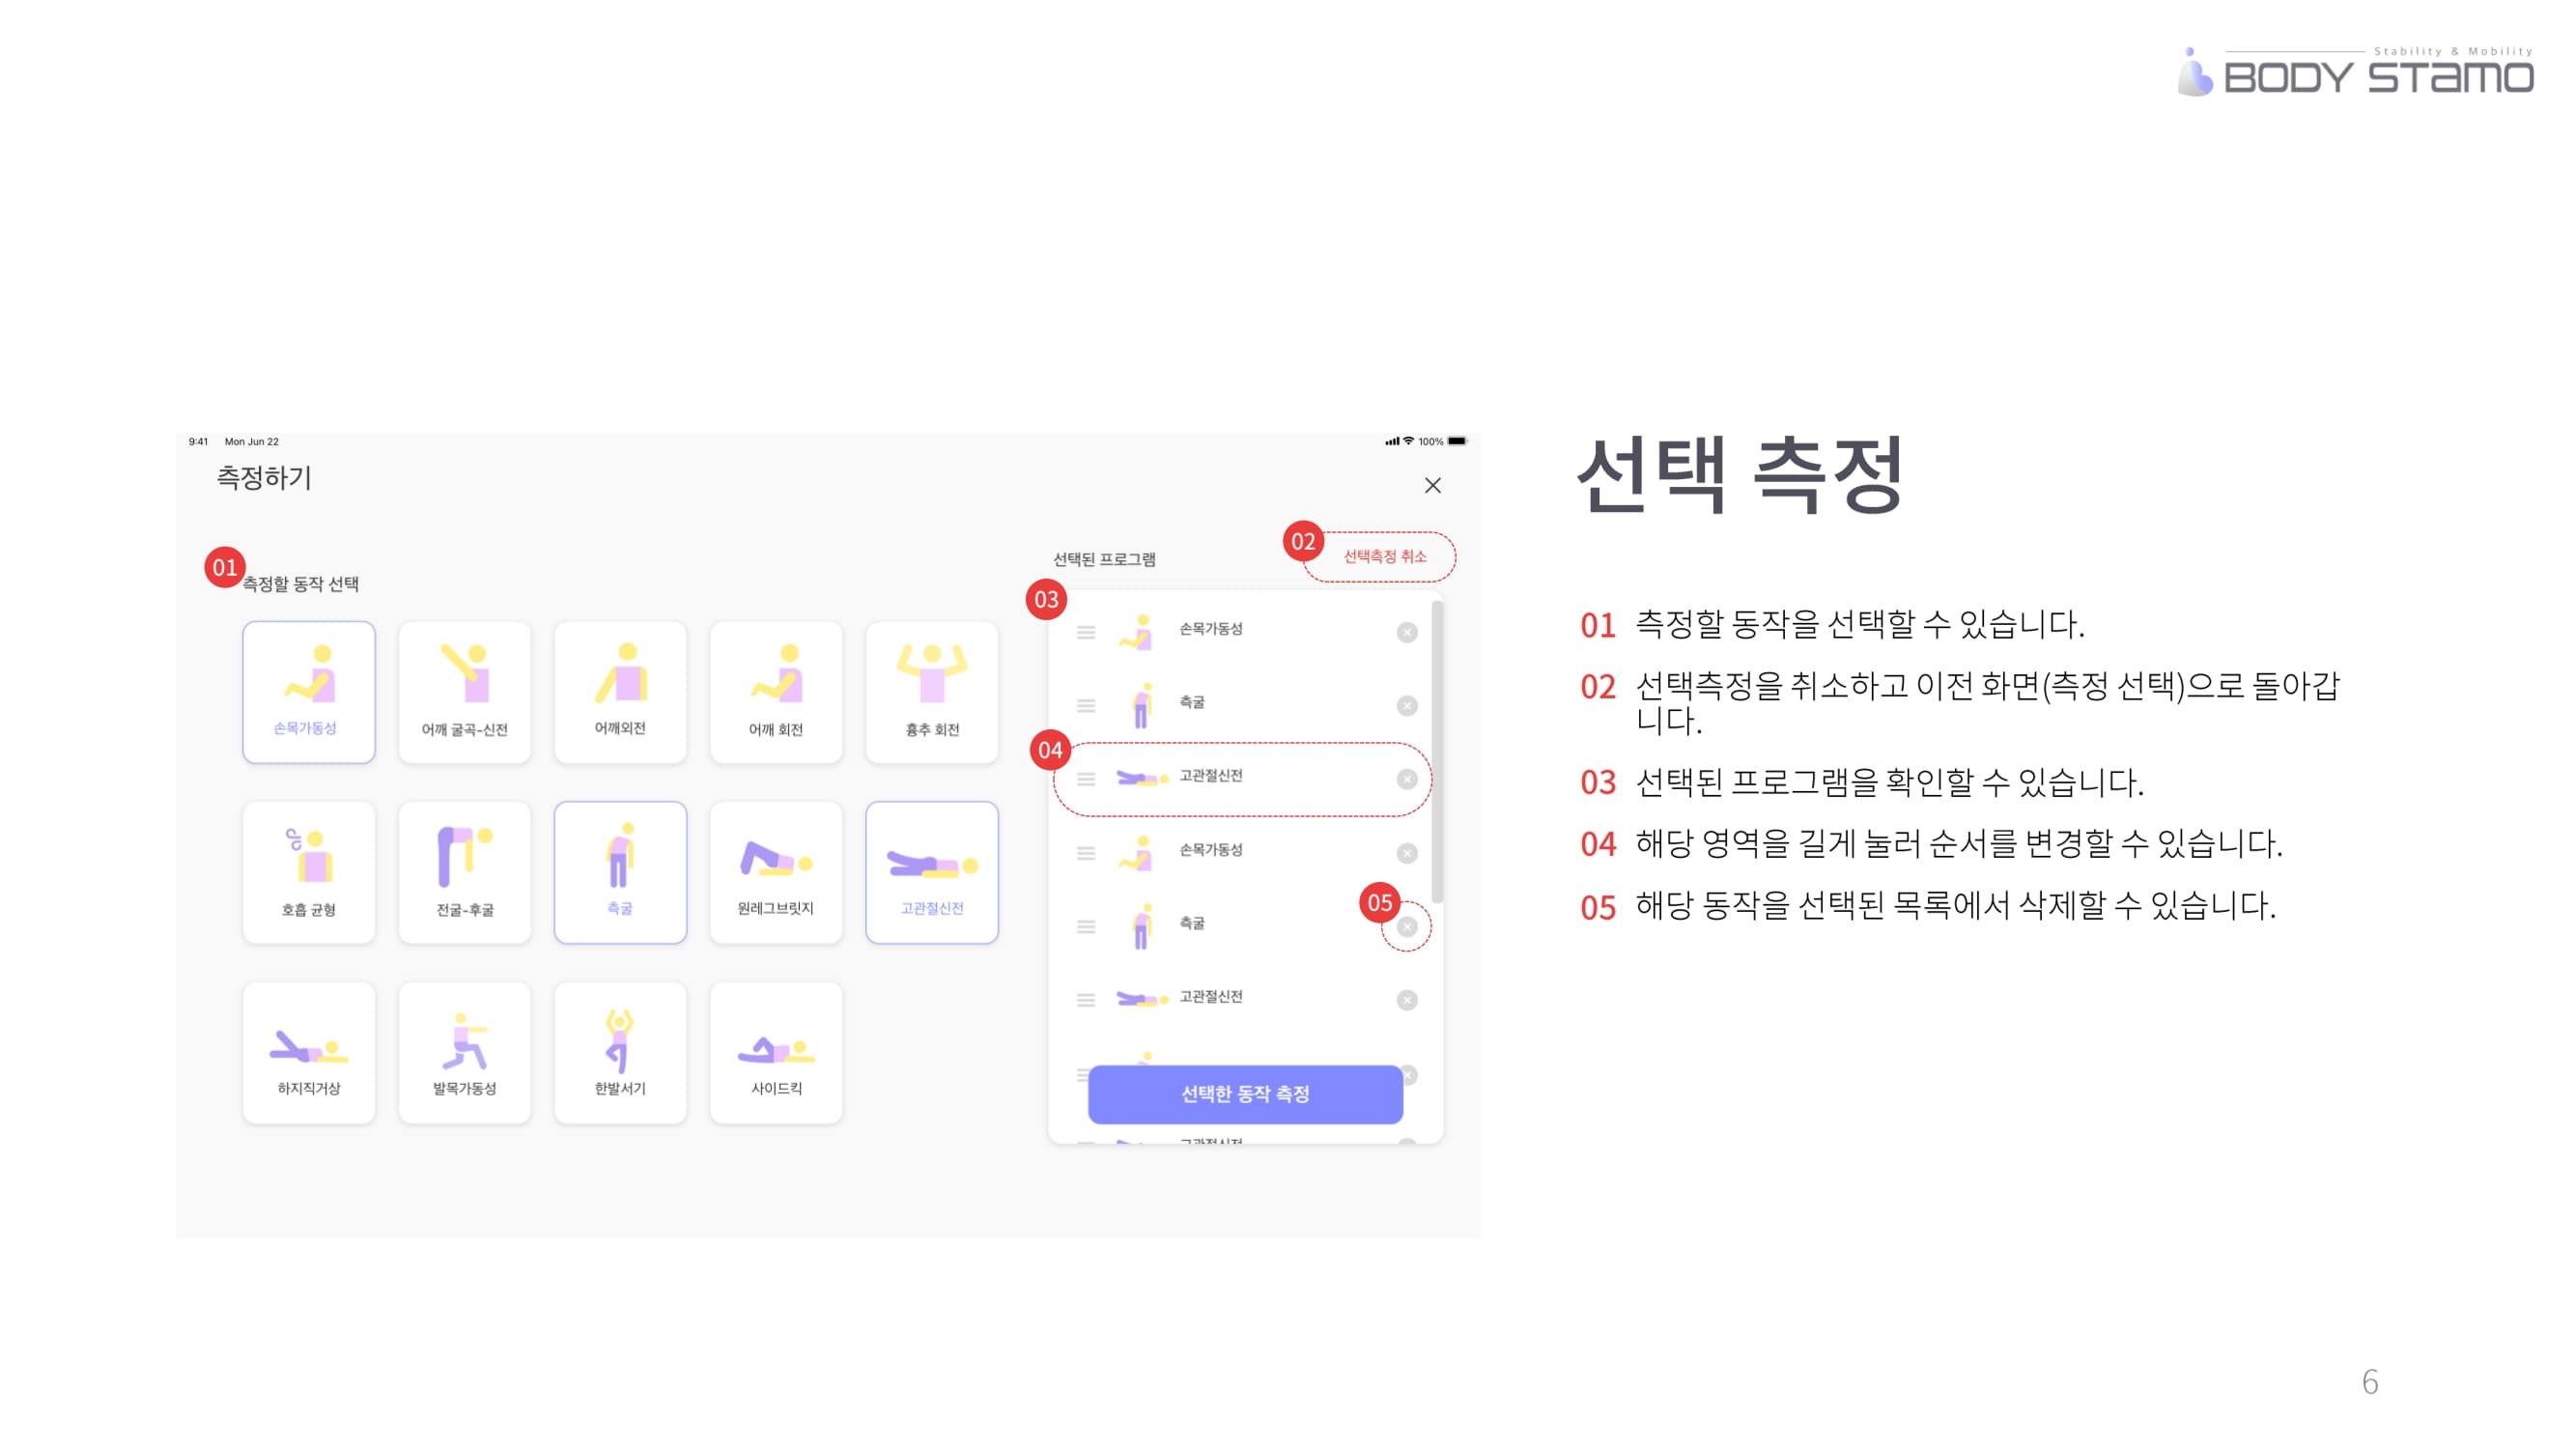 Stability & Mobility
BODY STaMO
9:41 Mon Jun 22
100%
측정하기
01
측정할 동작 선택
손목가동성
어깨 굴곡-신전
어깨외전
어깨 회전
흉추 회전
호흡 균형
전굴-후굴
측굴
원레그브릿지
고관절신전
하지직거상
발목가동성
한발서기
사이드킥
선택된 프로그램
02
선택측정 취소
03
손목가동성
측굴
04
고관절신전
손목가동성
05
측굴
고관절신전
선택한 동작 측정
고관절신전
선택 측정
01 측정할 동작을 선택할 수 있습니다.
02 선택측정을 취소하고 이전 화면(측정 선택)으로 돌아갑
니다.
03 선택된 프로그램을 확인할 수 있습니다.
04 해당 영역을 길게 눌러 순서를 변경할 수 있습니다.
05 해당 동작을 선택된 목록에서 삭제할 수 있습니다.
6